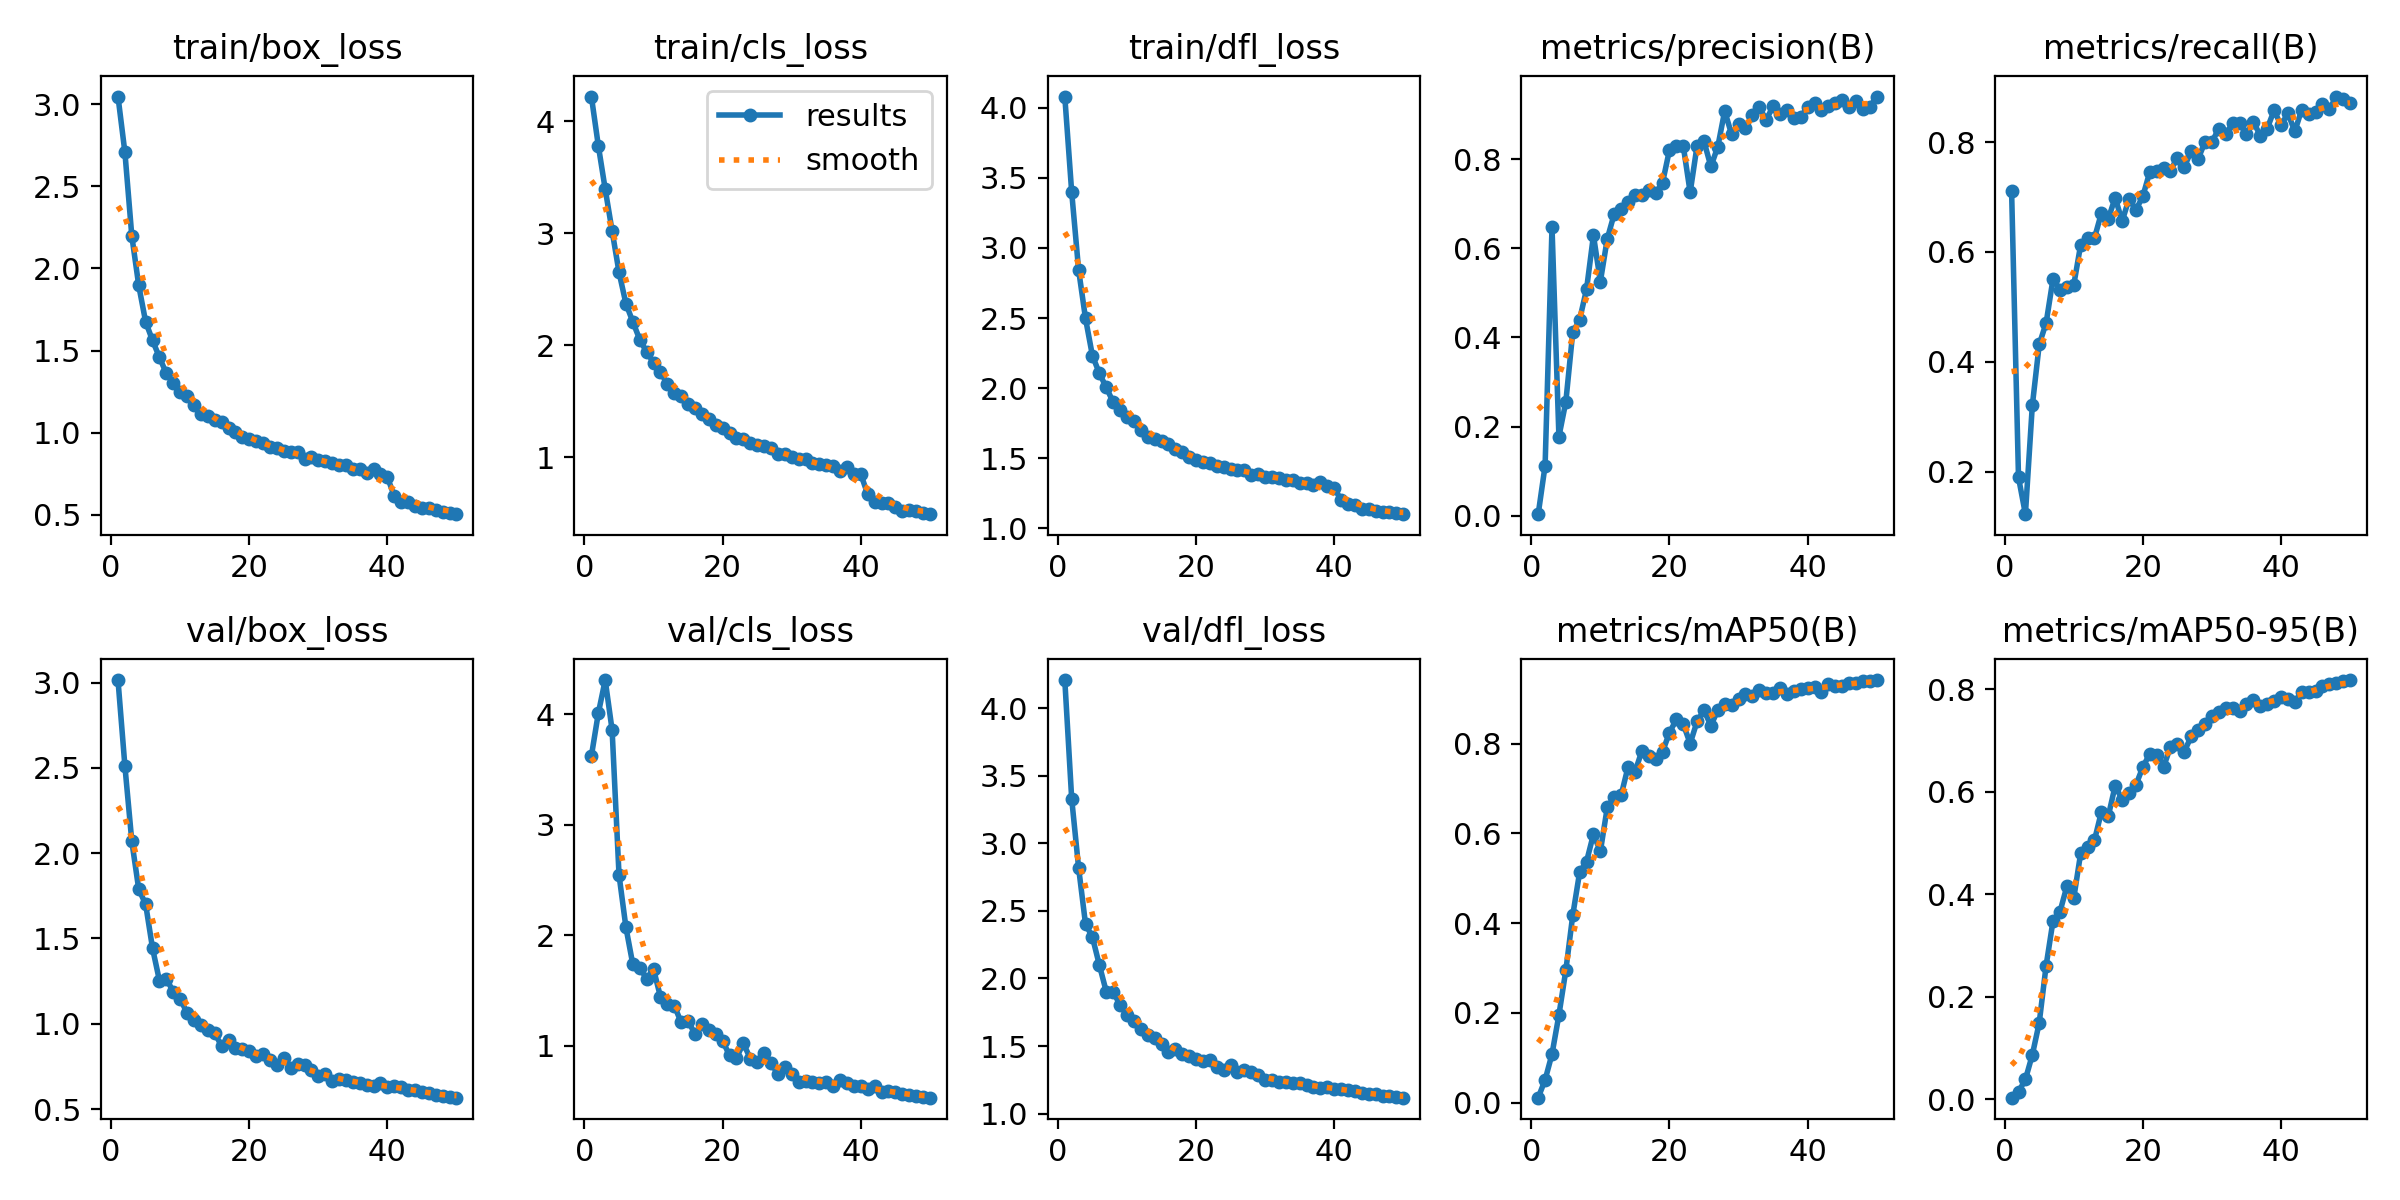 train/box_loss
3.0
2.5
2.0
1.5
1.0
0.5
0 20 40
train/cls_loss
results
smooth
4
3
2
1
0 20 40
train/dfl_loss
4.0
3.5
3.0
2.5
2.0
1.5
1.0
0 20 40
metrics/precision(B)
0.8
0.6
0.4
0.2
0.0
0 20 40
metrics/recall(B)
0.8
0.6
0.4
0.2
0 20 40
val/box_loss
3.0
2.5
2.0
1.5
1.0
0.5
0 20 40
val/cls_loss
4
3
2
1
0 20 40
val/dfl_loss
4.0
3.5
3.0
2.5
2.0
1.5
1.0
0 20 40
metrics/mAP50(B)
0.8
0.6
0.4
0.2
0.0
0 20 40
metrics/mAP50-95(B)
0.8
0.6
0.4
0.2
0.0
0 20 40